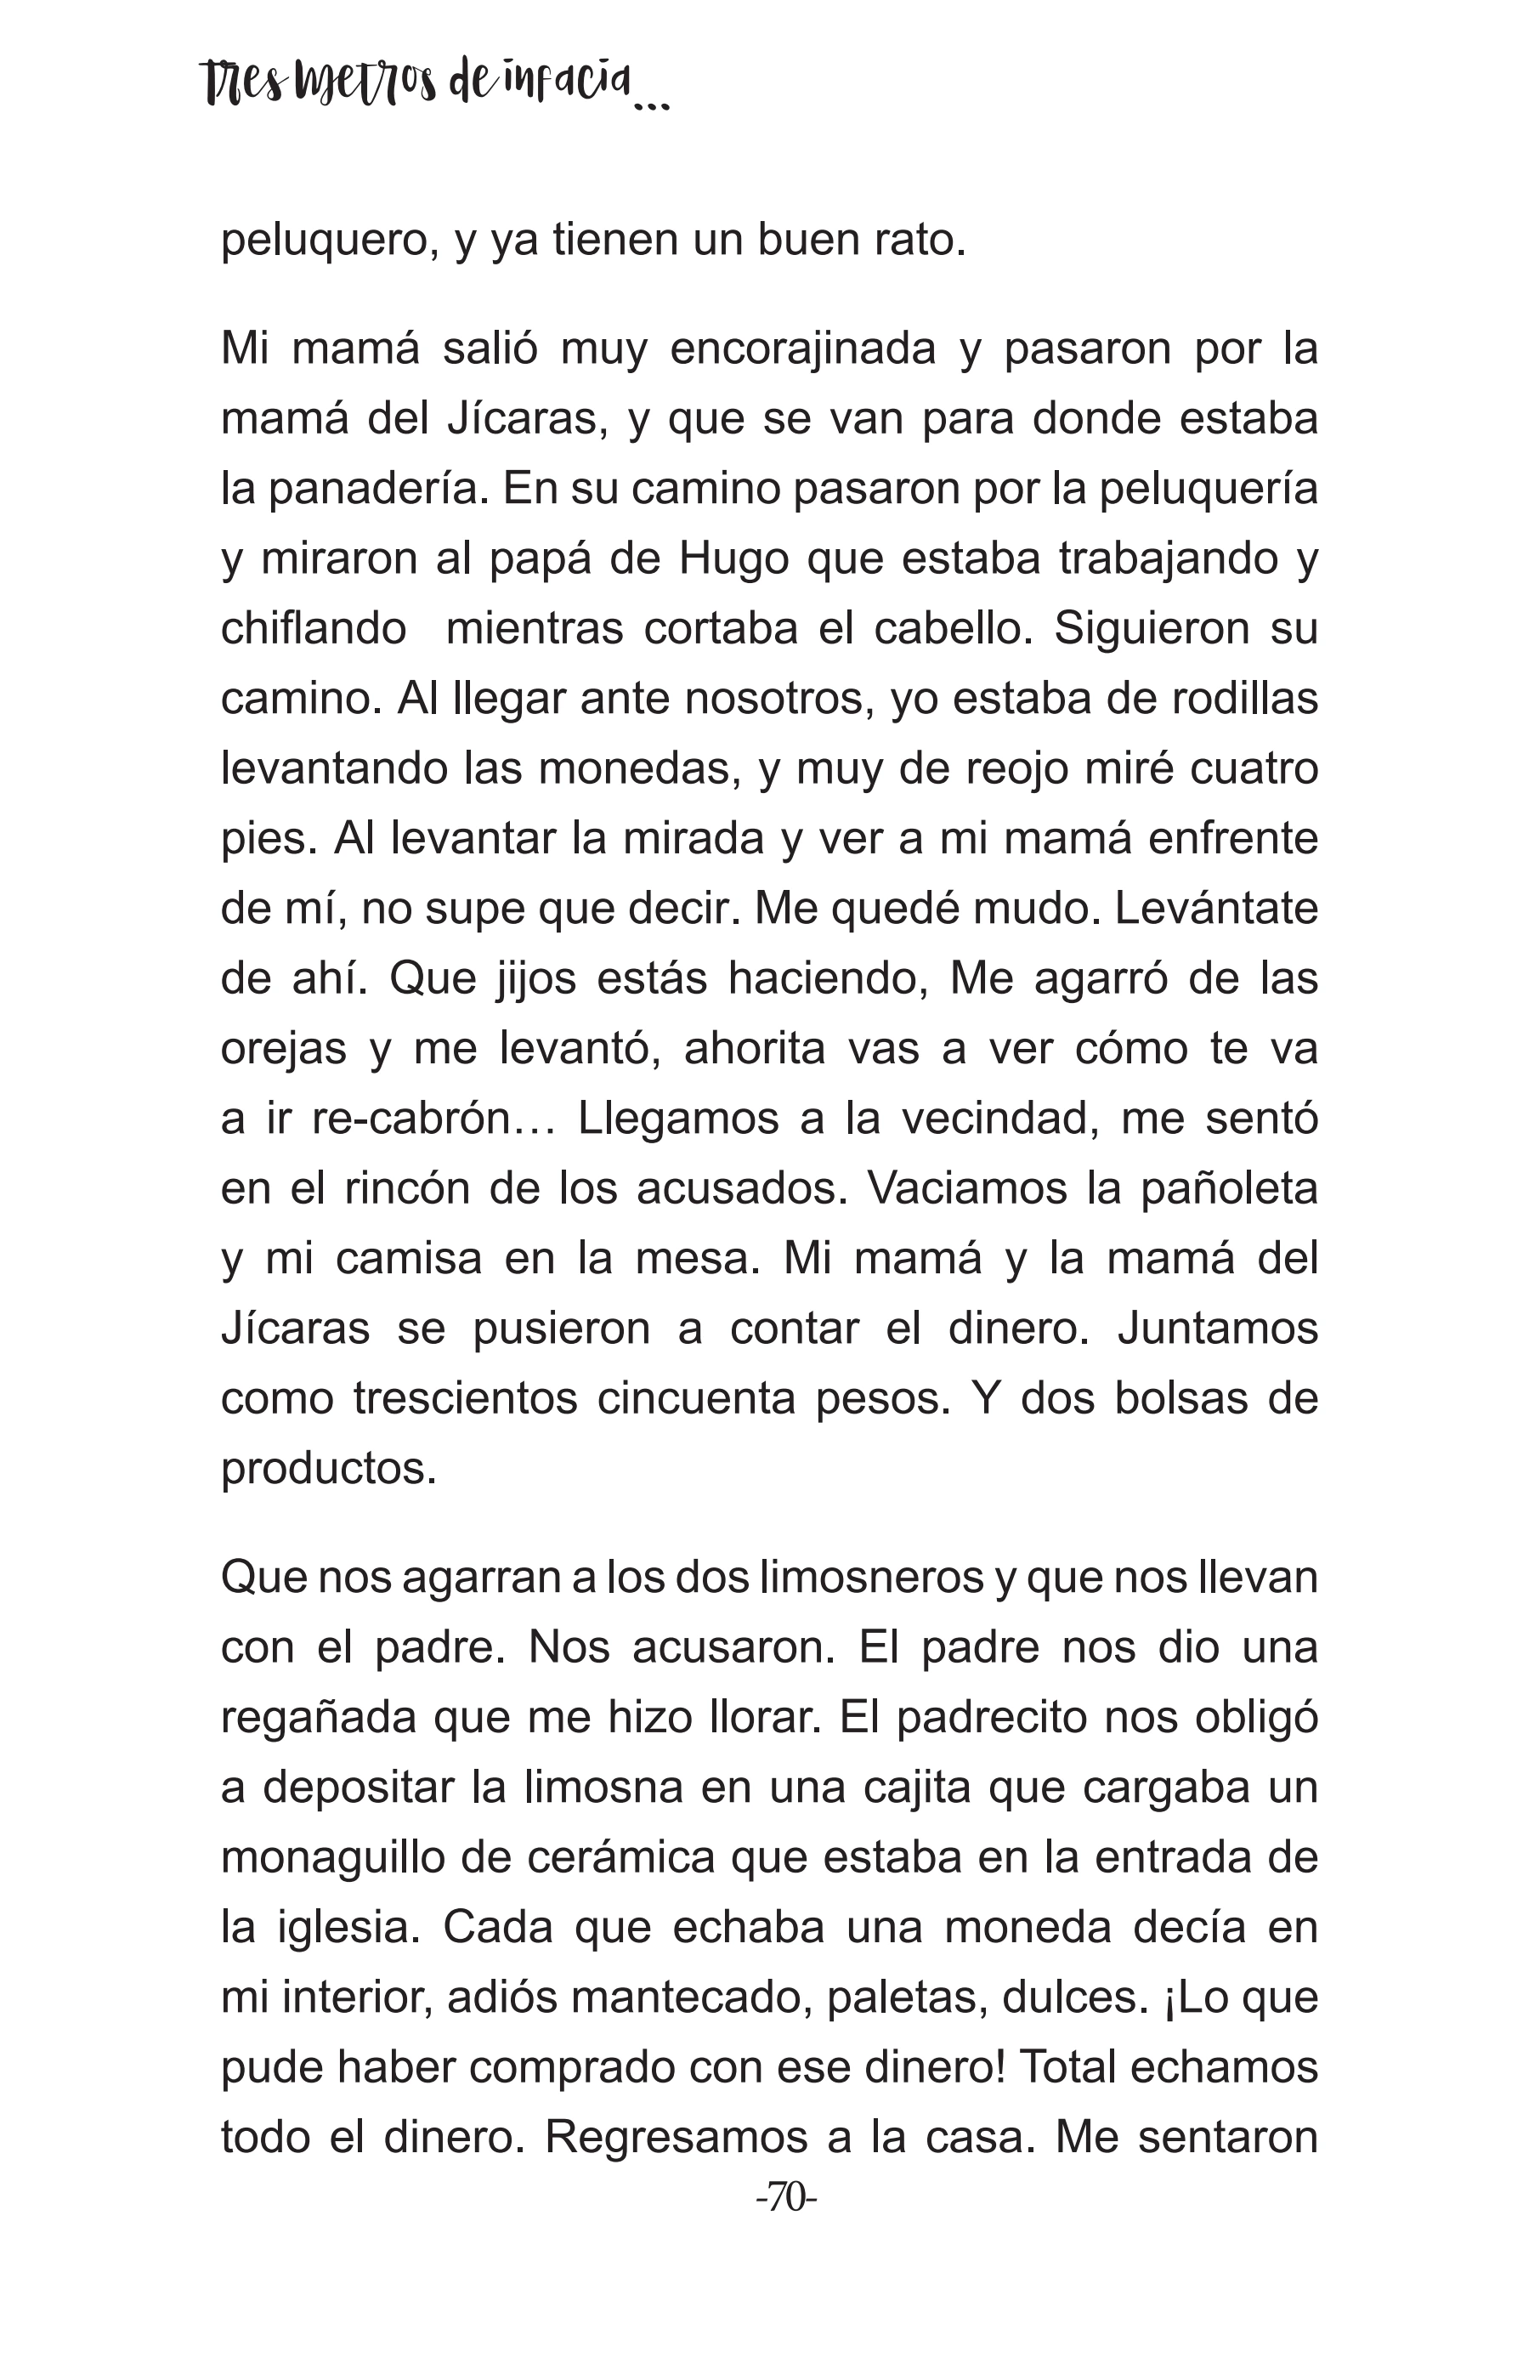 Tres metros de infacia...
peluquero, y ya tienen un buen rato.
Mi mamá salió muy encorajinada y pasaron por la
mamá del Jícaras, y que se van para donde estaba
la panadería. En su camino pasaron por la peluquería
y miraron al papá de Hugo que estaba trabajando y
chiflando mientras cortaba el cabello. Siguieron su
camino. Al llegar ante nosotros, yo estaba de rodillas
levantando las monedas, y muy de reojo miré cuatro
pies. Al levantar la mirada y ver a mi mamá enfrente
de mí, no supe que decir. Me quedé mudo. Levántate
de ahí. Que jijos estás haciendo, Me agarró de las
orejas y me levantó, ahorita vas a ver cómo te va
a ir re-cabrón… Llegamos a la vecindad, me sentó
en el rincón de los acusados. Vaciamos la pañoleta
y mi camisa en la mesa. Mi mamá y la mamá del
Jícaras se pusieron a contar el dinero. Juntamos
como trescientos cincuenta pesos. Y dos bolsas de
productos.
Que nos agarran a los dos limosneros y que nos llevan
con el padre. Nos acusaron. El padre nos dio una
regañada que me hizo llorar. El padrecito nos obligó
a depositar la limosna en una cajita que cargaba un
monaguillo de cerámica que estaba en la entrada de
la iglesia. Cada que echaba una moneda decía en
mi interior, adiós mantecado, paletas, dulces. ¡Lo que
pude haber comprado con ese dinero! Total echamos
todo el dinero. Regresamos a la casa. Me sentaron
-70-